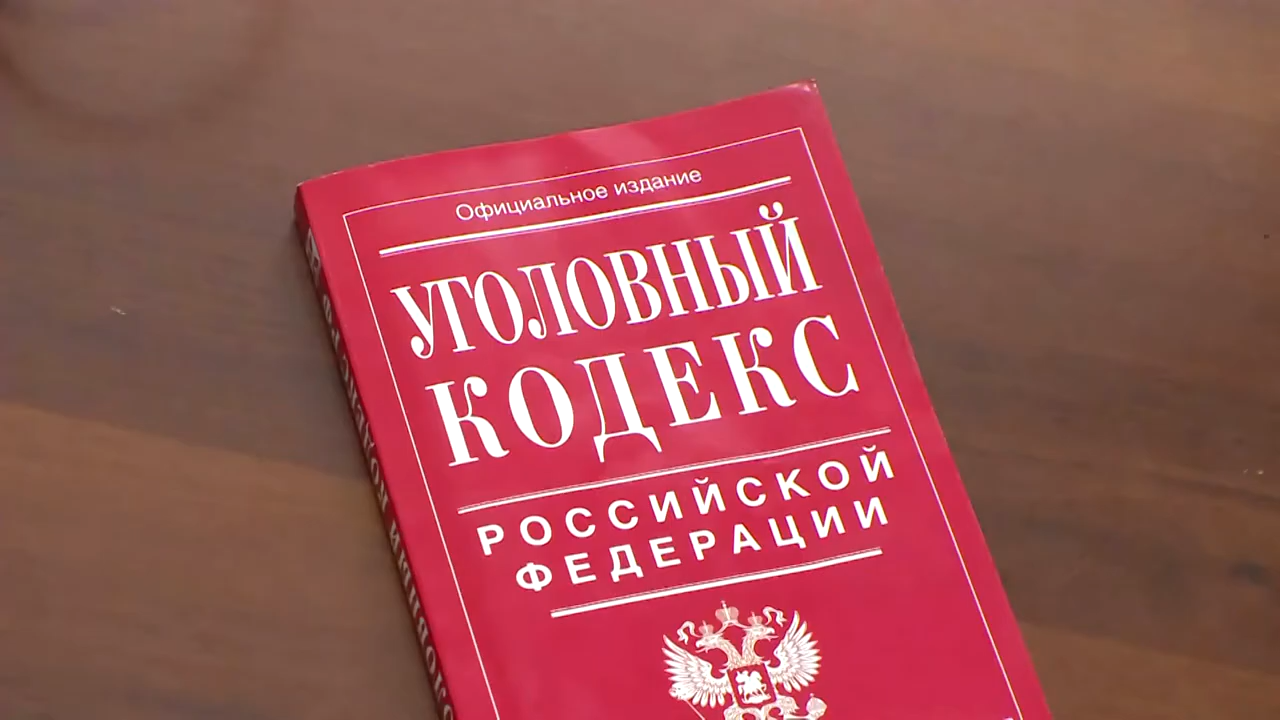 Официальное издание
УГОЛОВНЫЙ
КОДЕКС
РОССИЙСКОЙ
ФЕДЕРАЦИИ